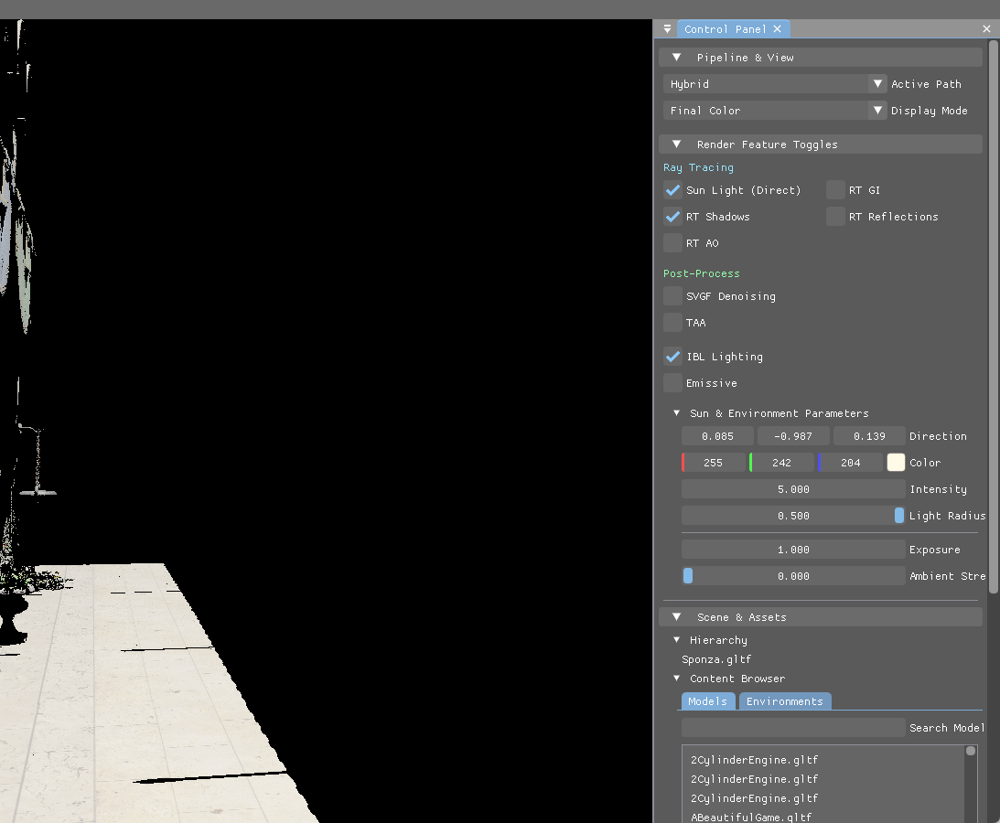 Control Panel
Pipeline & View
Hybrid Active Path
Final Color Display Mode
Render Feature Toggles
Ray Tracing
Sun Light (Direct) RT GI
RT Shadows RT Reflections
RT AO
Post-Process
SVGF Denoising
TAA
IBL Lighting
Emissive
Sun & Environment Parameters
0.085 -0.987 0.139 Direction
255 242 204 Color
5.000 Intensity
0.500 Light Radius
1.000 Exposure
0.000 Ambient Stre
Scene & Assets
Hierarchy
Sponza.gltf
Content Browser
Models Environments
Search Model
2CylinderEngine.gltf
2CylinderEngine.gltf
2CylinderEngine.gltf
ABeautifulGame.gltf